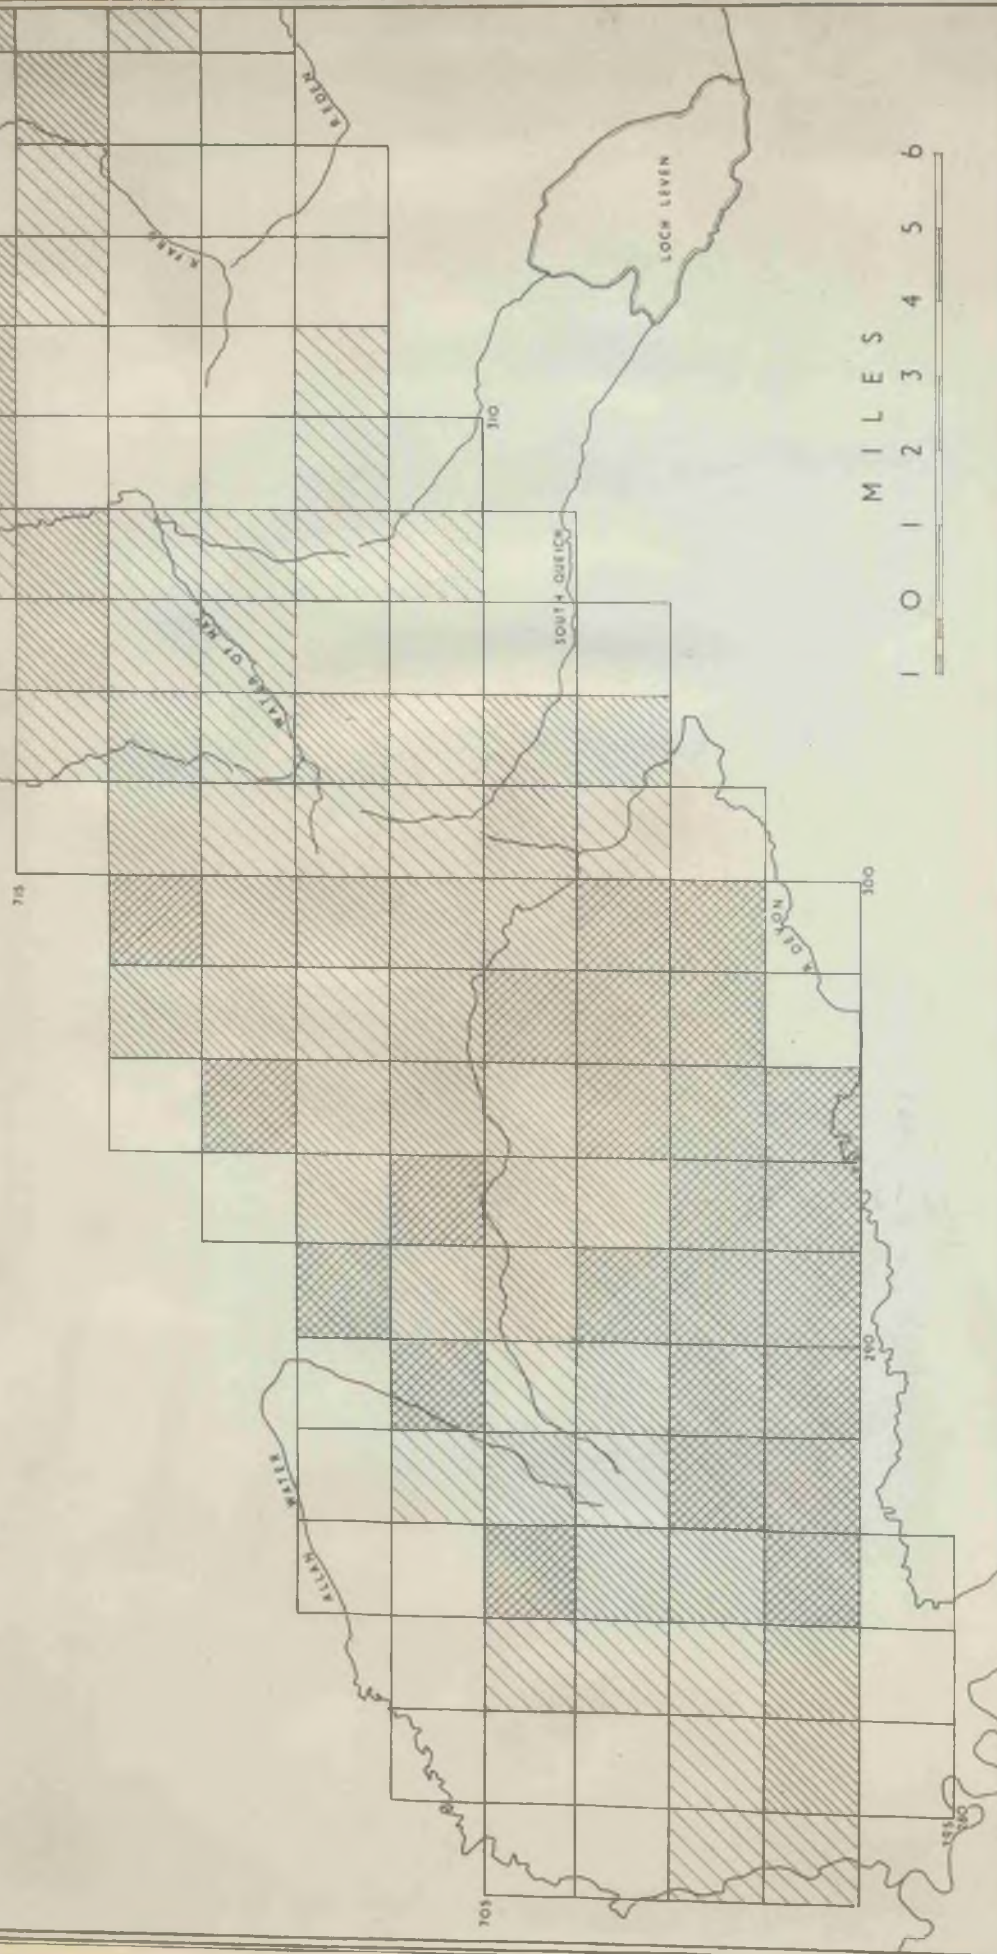 715
R. EDEN
R. FARG
LOCH LEVEN
WATER OF MAY
310
SOUTH QUEICH
MILES
1 0 1 2 3 4 5 6
R. DEVON
300
290
ALLAN WATER
705
695